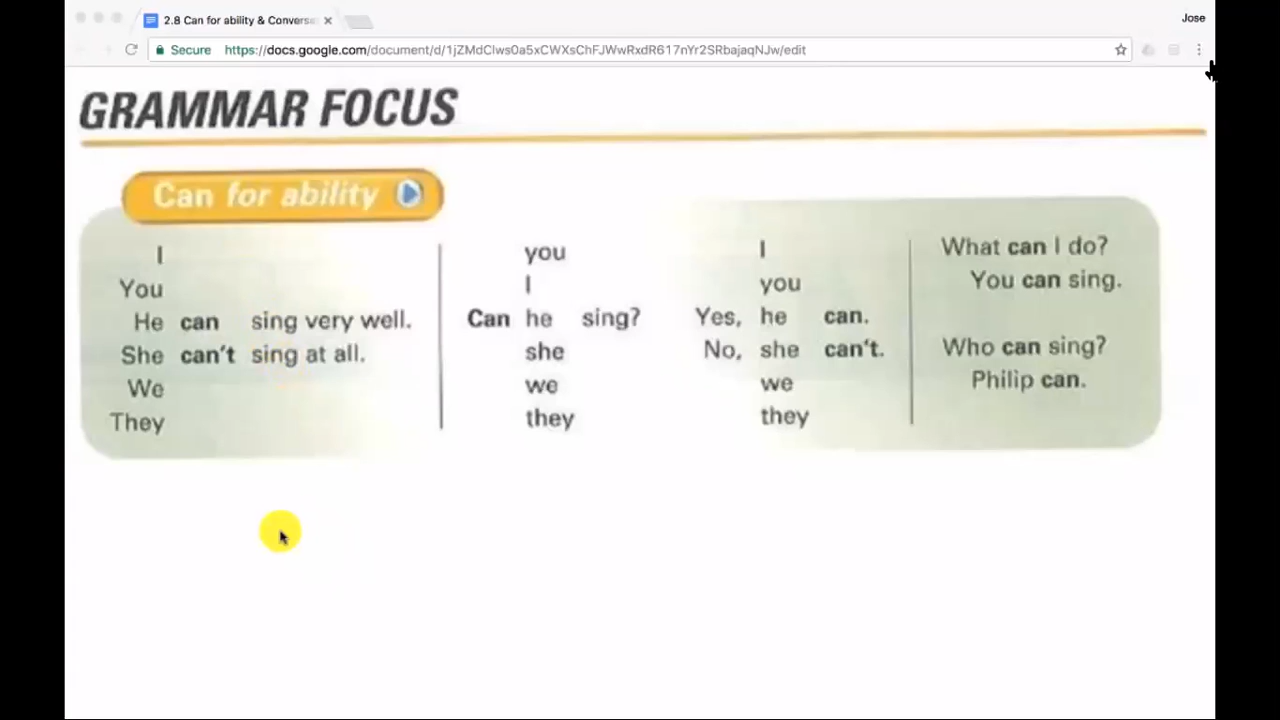 2.8 Can for ability & Conversa
Jose
Secure https://docs.google.com/document/d/1jZMdClws0a5xCWXsChFJWwRxdR617nYr2SRbajaqNJw/edit
GRAMMAR FOCUS
Can for ability
I
You
He can sing very well.
She can't sing at all.
We
They
you
I
Can he sing?
she
we
they
I
you
Yes, he can.
No, she can't.
we
they
What can I do?
You can sing.
Who can sing?
Philip can.